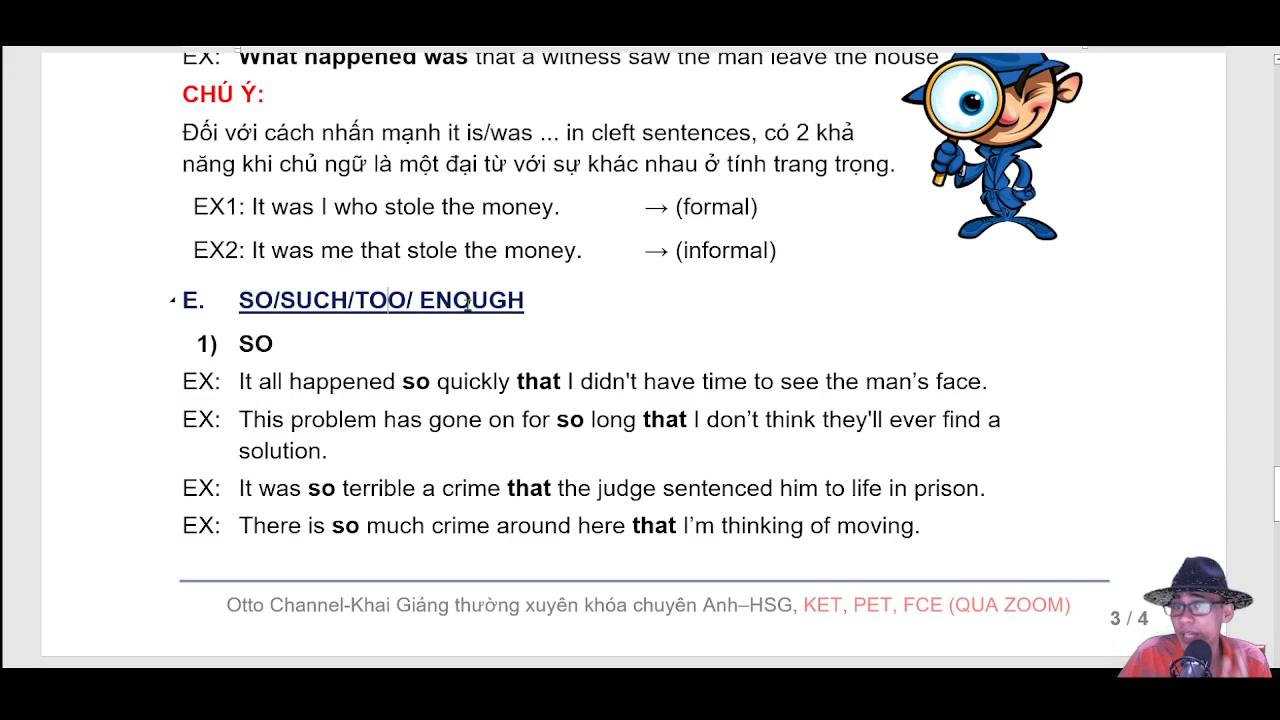 EX: What happened was that a witness saw the man leave the house
CHÚ Ý:
Đối với cách nhấn mạnh it is/was ... in cleft sentences, có 2 khả
năng khi chủ ngữ là một đại từ với sự khác nhau ở tính trang trọng.
EX1: It was I who stole the money. → (formal)
EX2: It was me that stole the money. → (informal)
E. SO/SUCH/TOO/ ENOUGH
1) SO
EX: It all happened so quickly that I didn't have time to see the man’s face.
EX: This problem has gone on for so long that I don’t think they'll ever find a
solution.
EX: It was so terrible a crime that the judge sentenced him to life in prison.
EX: There is so much crime around here that I’m thinking of moving.
Otto Channel-Khai Giảng thường xuyên khóa chuyên Anh–HSG, KET, PET, FCE (QUA ZOOM)
3 / 4